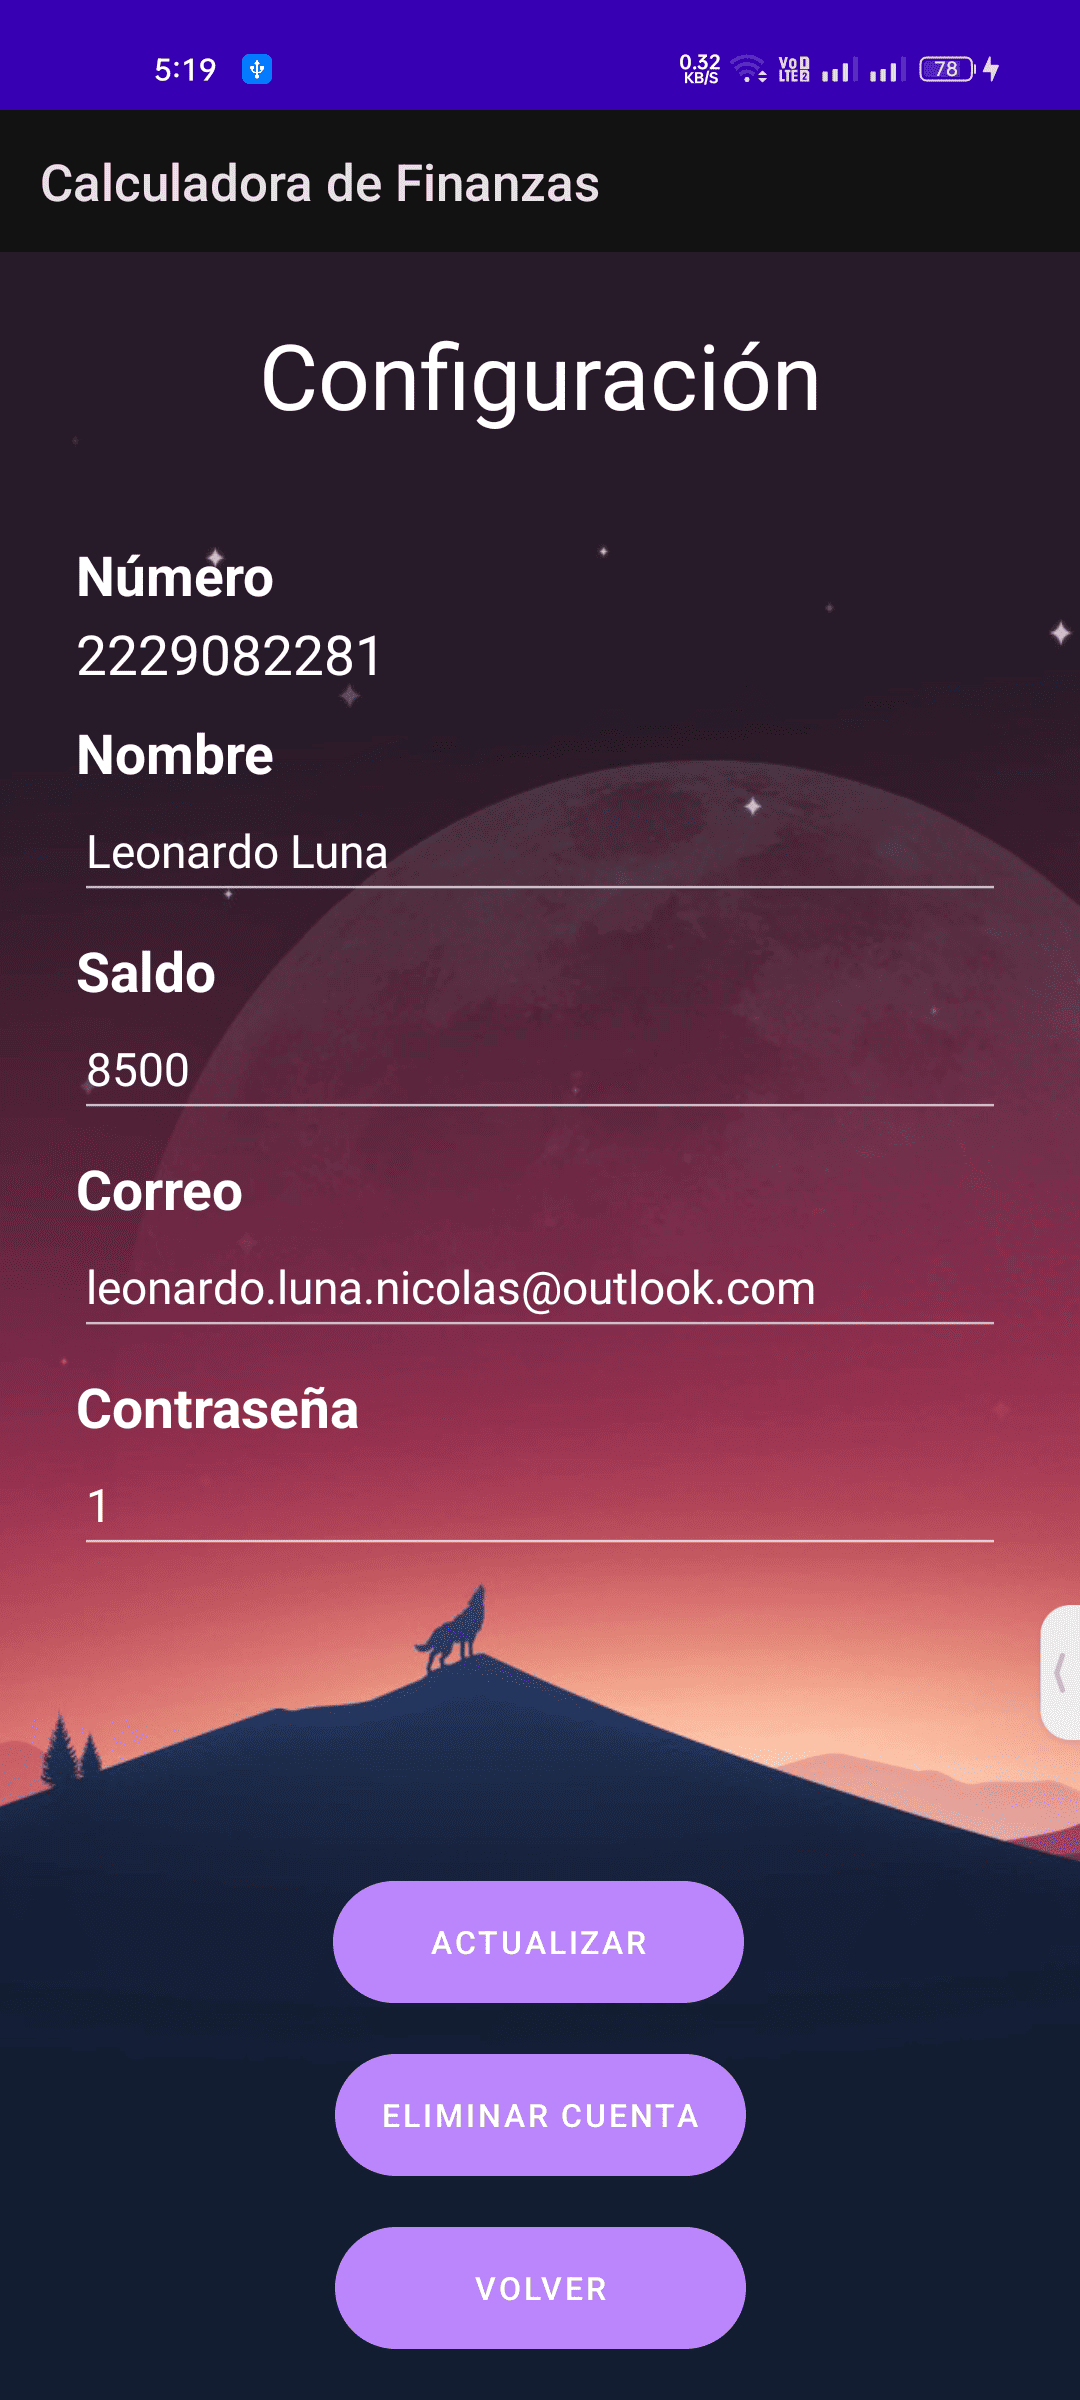 5:19
0.32 KB/S
Vo LTE 2
78
Calculadora de Finanzas
Configuración
Número
2229082281
Nombre
Leonardo Luna
Saldo
8500
Correo
leonardo.luna.nicolas@outlook.com
Contraseña
1
ACTUALIZAR
ELIMINAR CUENTA
VOLVER